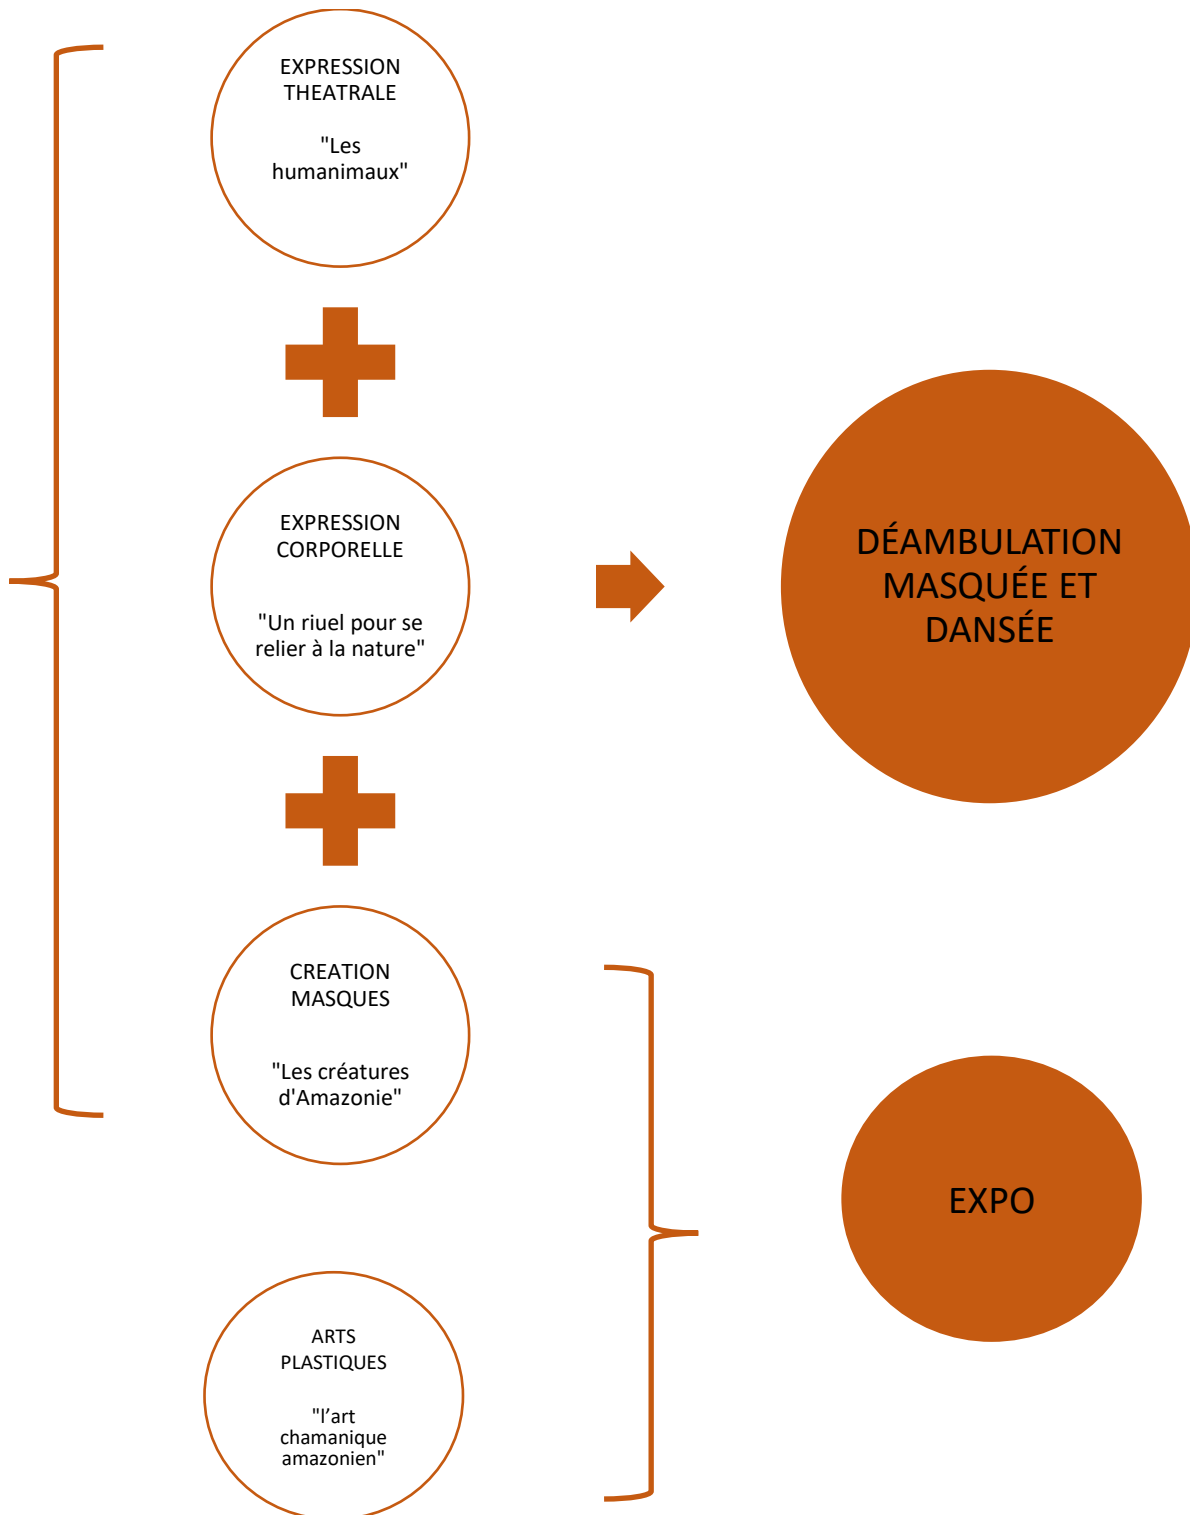 EXPRESSION
THEATRALE
"Les
humanimaux"
EXPRESSION
CORPORELLE
"Un riuel pour se
relier à la nature"
CREATION
MASQUES
"Les créatures
d'Amazonie"
ARTS
PLASTIQUES
"l’art
chamanique
amazonien"
DÉAMBULATION
MASQUÉE ET
DANSÉE
EXPO